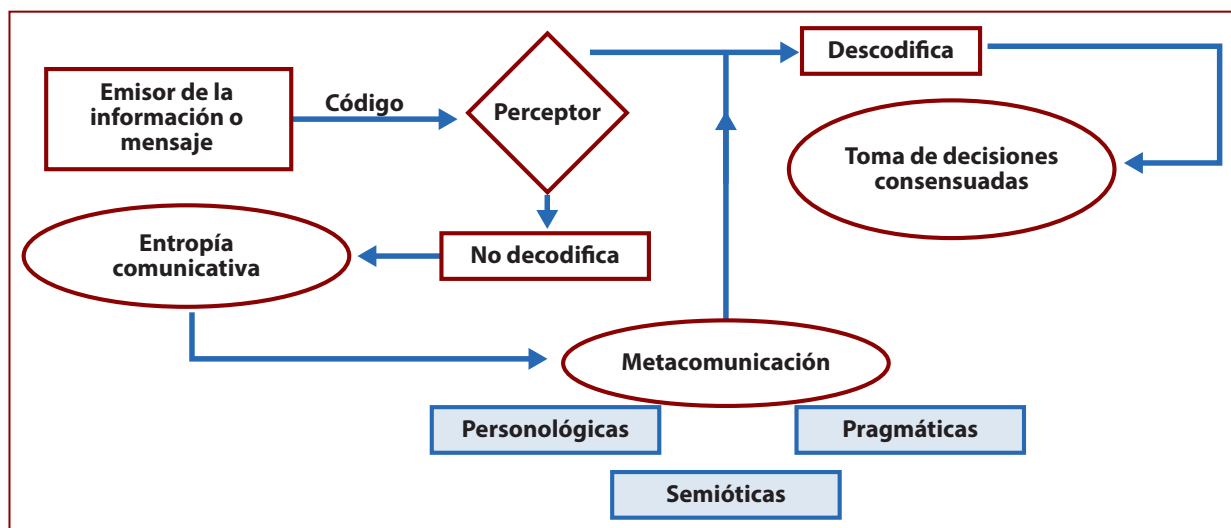 Emisor de la
información o
mensaje
Código
Perceptor
Descodifica
Toma de decisiones
consensuadas
No decodifica
Entropía
comunicativa
Metacomunicación
Personológicas
Pragmáticas
Semióticas